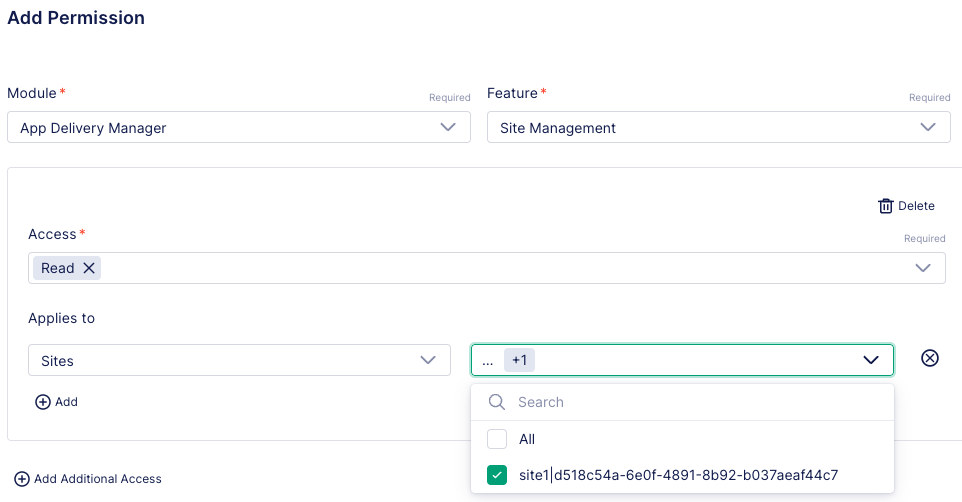 Add Permission
Module*
Required
Feature*
Required
App Delivery Manager
Site Management
Delete
Access*
Required
Read
Applies to
Sites
... +1
Add
Search
All
site1|d518c54a-6e0f-4891-8b92-b037aeaf44c7
Add Additional Access